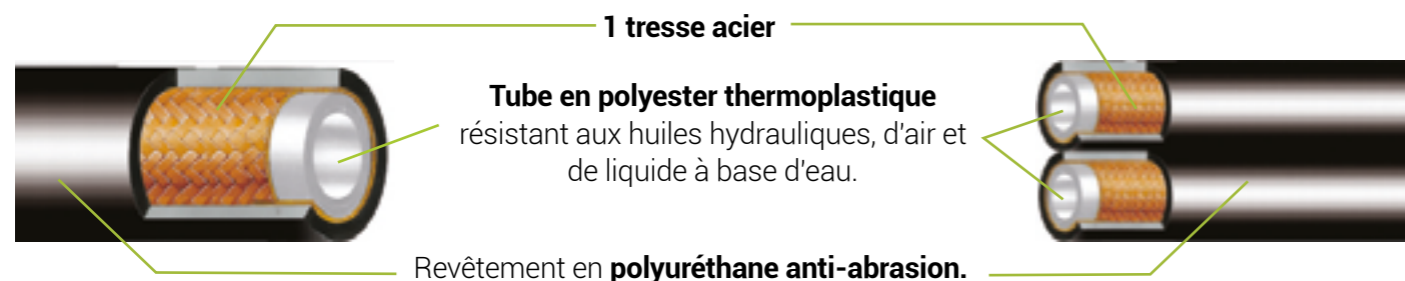 1 tresse acier
Tube en polyester thermoplastique
résistant aux huiles hydrauliques, d'air et
de liquide à base d'eau.
Revêtement en polyuréthane anti-abrasion.